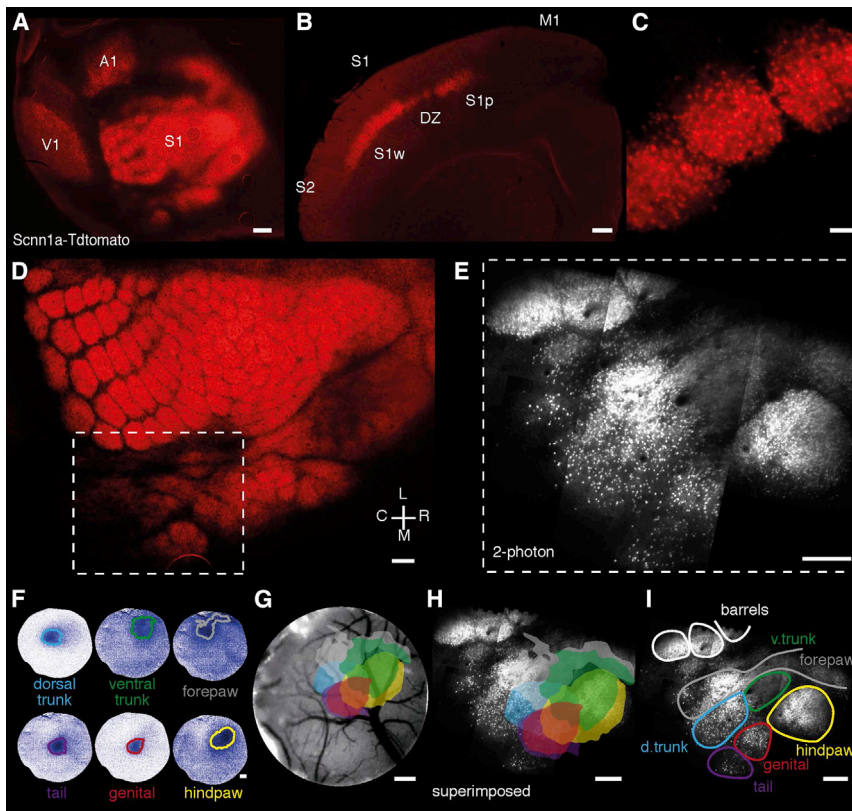 A
B
M1
C
A1
S1
V1
S1
DZ
S1p
S1w
S2
Scnn1a-Tdtomato
D
E
L
C
R
M
2-photon
F
G
H
I
barrels
v.trunk
forepaw
dorsal
trunk
ventral
trunk
forepaw
d.trunk
hindpaw
genital
tail
tail
genital
hindpaw
superimposed